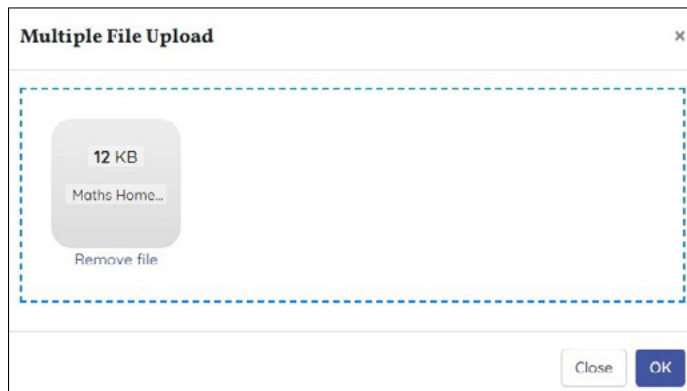 Multiple File Upload ×
12 KB
Maths Home...
Remove file
Close OK